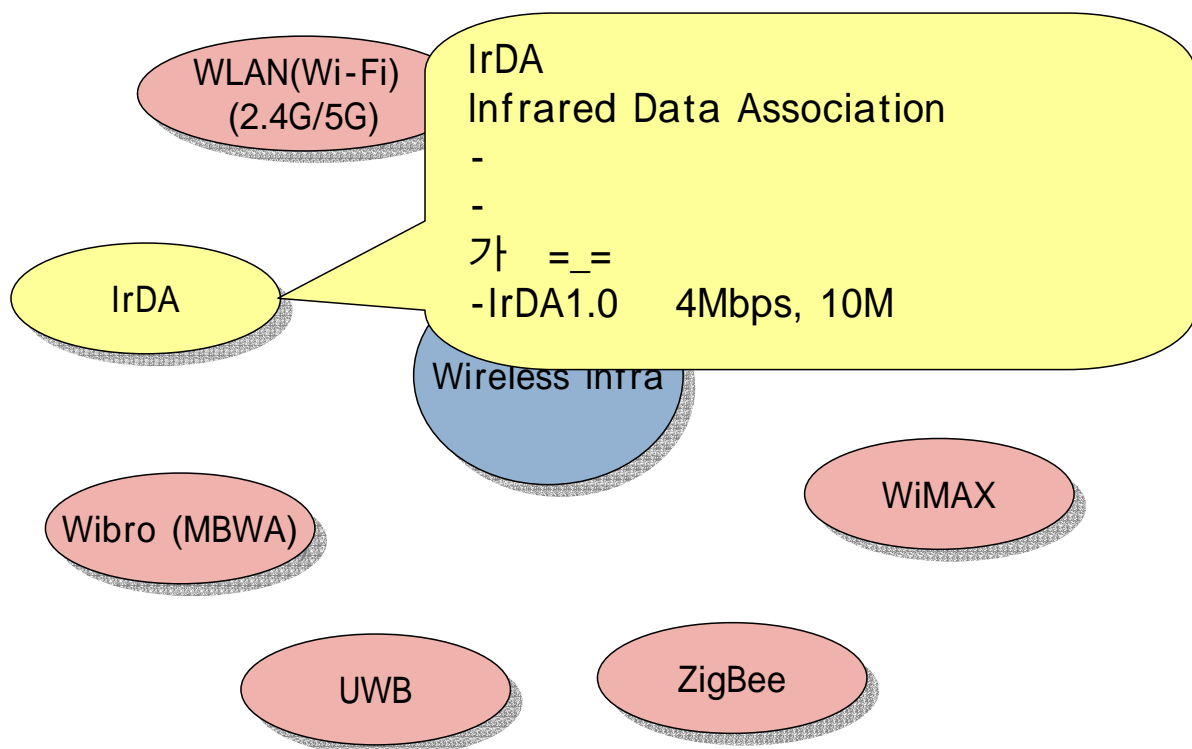 WLAN(Wi-Fi)
(2.4G/5G)
IrDA
Infrared Data Association
-
-
가 =_=
-IrDA1.0 4Mbps, 10M
IrDA
Wireless Infra
WiMAX
Wibro (MBWA)
ZigBee
UWB